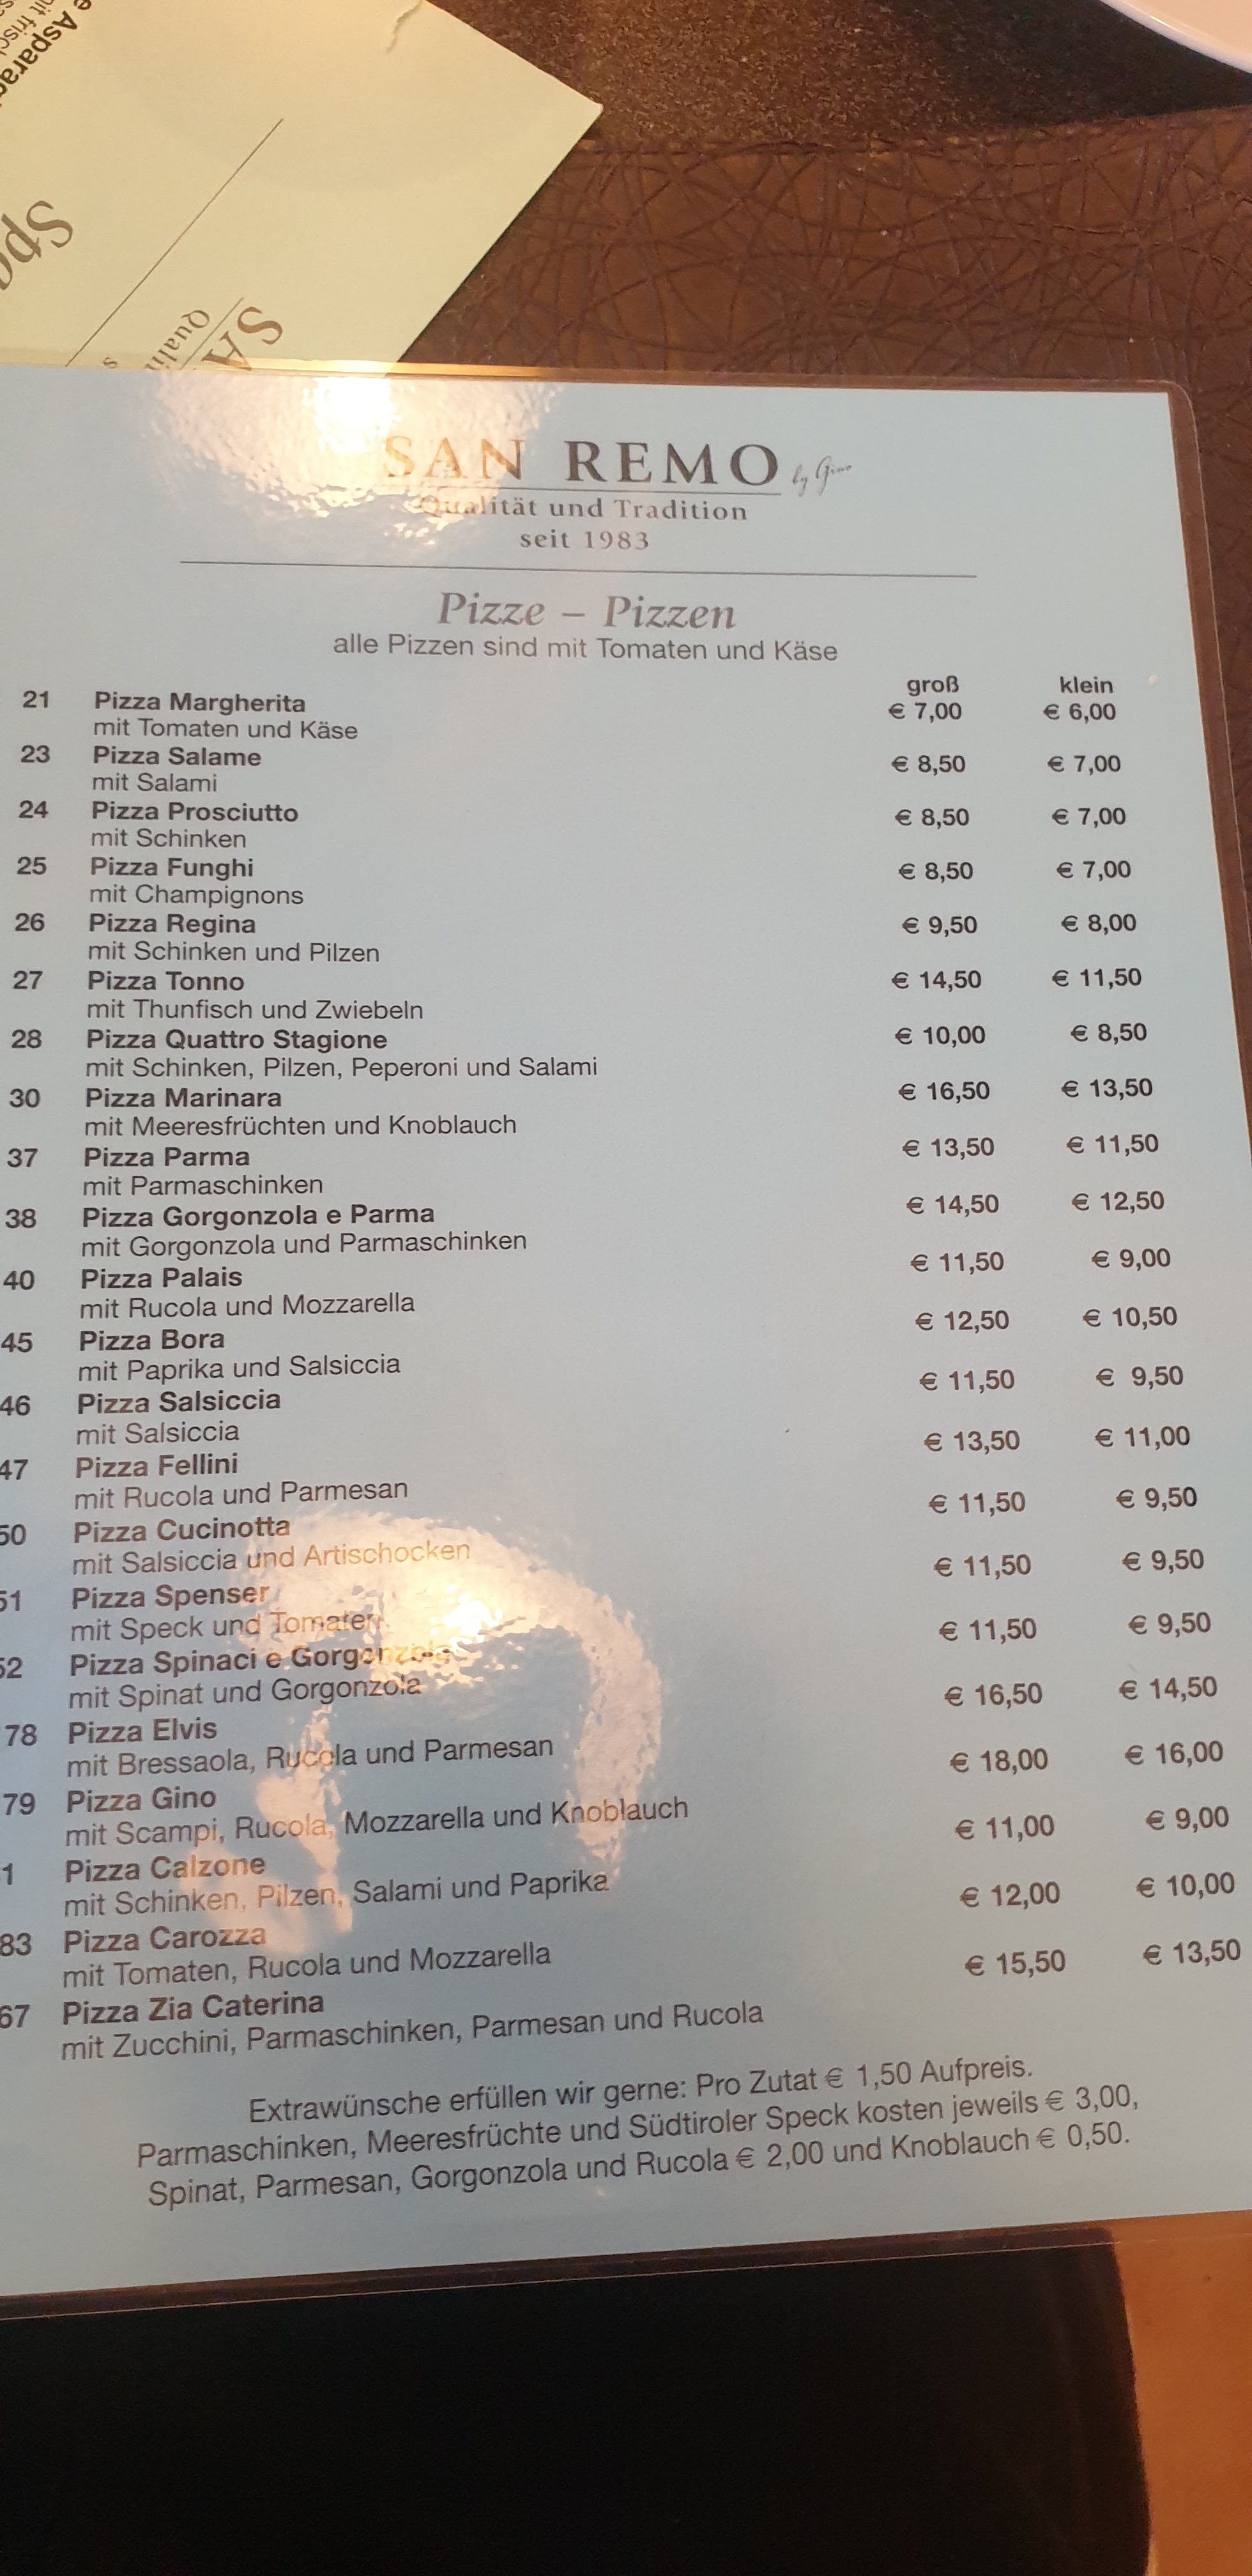 e Asparag
nit frisch
Spa
SA
Quali
s
SAN REMO by Gino
Qualität und Tradition
seit 1983
Pizze – Pizzen
alle Pizzen sind mit Tomaten und Käse
groß klein
21 Pizza Margherita € 7,00 € 6,00
mit Tomaten und Käse
23 Pizza Salame € 8,50 € 7,00
mit Salami
24 Pizza Prosciutto € 8,50 € 7,00
mit Schinken
25 Pizza Funghi € 8,50 € 7,00
mit Champignons
26 Pizza Regina € 9,50 € 8,00
mit Schinken und Pilzen
27 Pizza Tonno € 14,50 € 11,50
mit Thunfisch und Zwiebeln
28 Pizza Quattro Stagione € 10,00 € 8,50
mit Schinken, Pilzen, Peperoni und Salami
30 Pizza Marinara € 16,50 € 13,50
mit Meeresfrüchten und Knoblauch
37 Pizza Parma € 13,50 € 11,50
mit Parmaschinken
38 Pizza Gorgonzola e Parma € 14,50 € 12,50
mit Gorgonzola und Parmaschinken
40 Pizza Palais € 11,50 € 9,00
mit Rucola und Mozzarella
45 Pizza Bora € 12,50 € 10,50
mit Paprika und Salsiccia
46 Pizza Salsiccia € 11,50 € 9,50
mit Salsiccia
47 Pizza Fellini € 13,50 € 11,00
mit Rucola und Parmesan
50 Pizza Cucinotta € 11,50 € 9,50
mit Salsiccia und Artischocken
51 Pizza Spenser € 11,50 € 9,50
mit Speck und Tomaten
52 Pizza Spinaci e Gorgonzola € 11,50 € 9,50
mit Spinat und Gorgonzola
78 Pizza Elvis € 16,50 € 14,50
mit Bressaola, Rucola und Parmesan
79 Pizza Gino € 18,00 € 16,00
mit Scampi, Rucola, Mozzarella und Knoblauch
1 Pizza Calzone € 11,00 € 9,00
mit Schinken, Pilzen, Salami und Paprika
83 Pizza Carozza € 12,00 € 10,00
mit Tomaten, Rucola und Mozzarella
67 Pizza Zia Caterina € 15,50 € 13,50
mit Zucchini, Parmaschinken, Parmesan und Rucola
Extrawünsche erfüllen wir gerne: Pro Zutat € 1,50 Aufpreis.
Parmaschinken, Meeresfrüchte und Südtiroler Speck kosten jeweils € 3,00,
Spinat, Parmesan, Gorgonzola und Rucola € 2,00 und Knoblauch € 0,50.